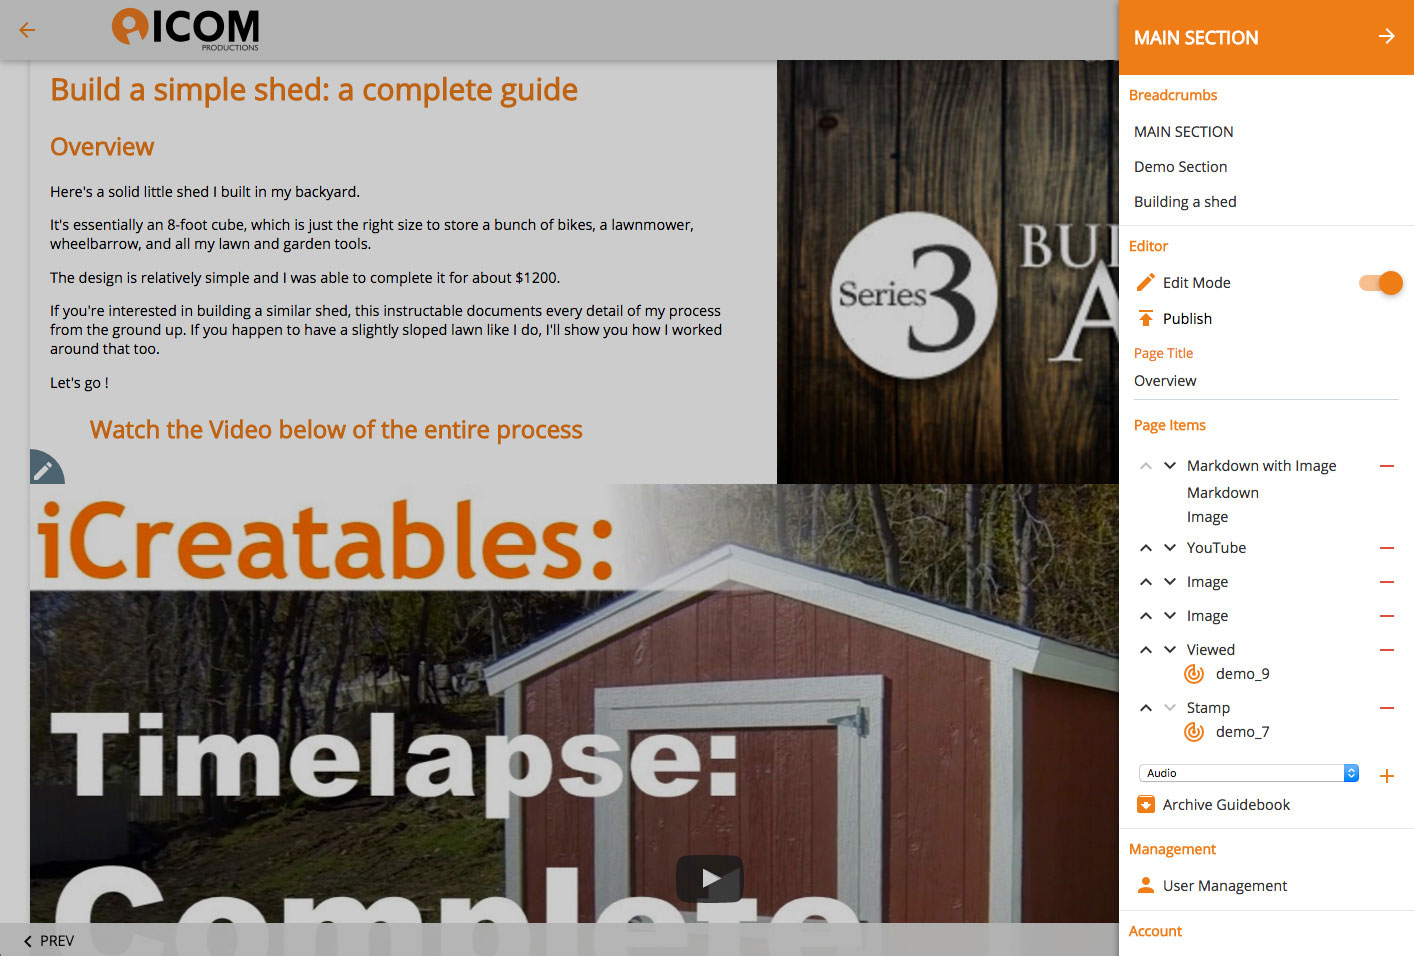 ICOM
PRODUCTIONS
Build a simple shed: a complete guide
Overview
Here's a solid little shed I built in my backyard.
It's essentially an 8-foot cube, which is just the right size to store a bunch of bikes, a lawnmower,
wheelbarrow, and all my lawn and garden tools.
The design is relatively simple and I was able to complete it for about $1200.
If you're interested in building a similar shed, this instructable documents every detail of my process
from the ground up. If you happen to have a slightly sloped lawn like I do, I'll show you how I worked
around that too.
Let's go !
Watch the Video below of the entire process
Series 3
BU
A
iCreatables:
Timelapse:
Complete
PREV
MAIN SECTION
Breadcrumbs
MAIN SECTION
Demo Section
Building a shed
Editor
Edit Mode
Publish
Page Title
Overview
Page Items
Markdown with Image
Markdown
Image
YouTube
Image
Image
Viewed
demo_9
Stamp
demo_7
Audio
Archive Guidebook
Management
User Management
Account